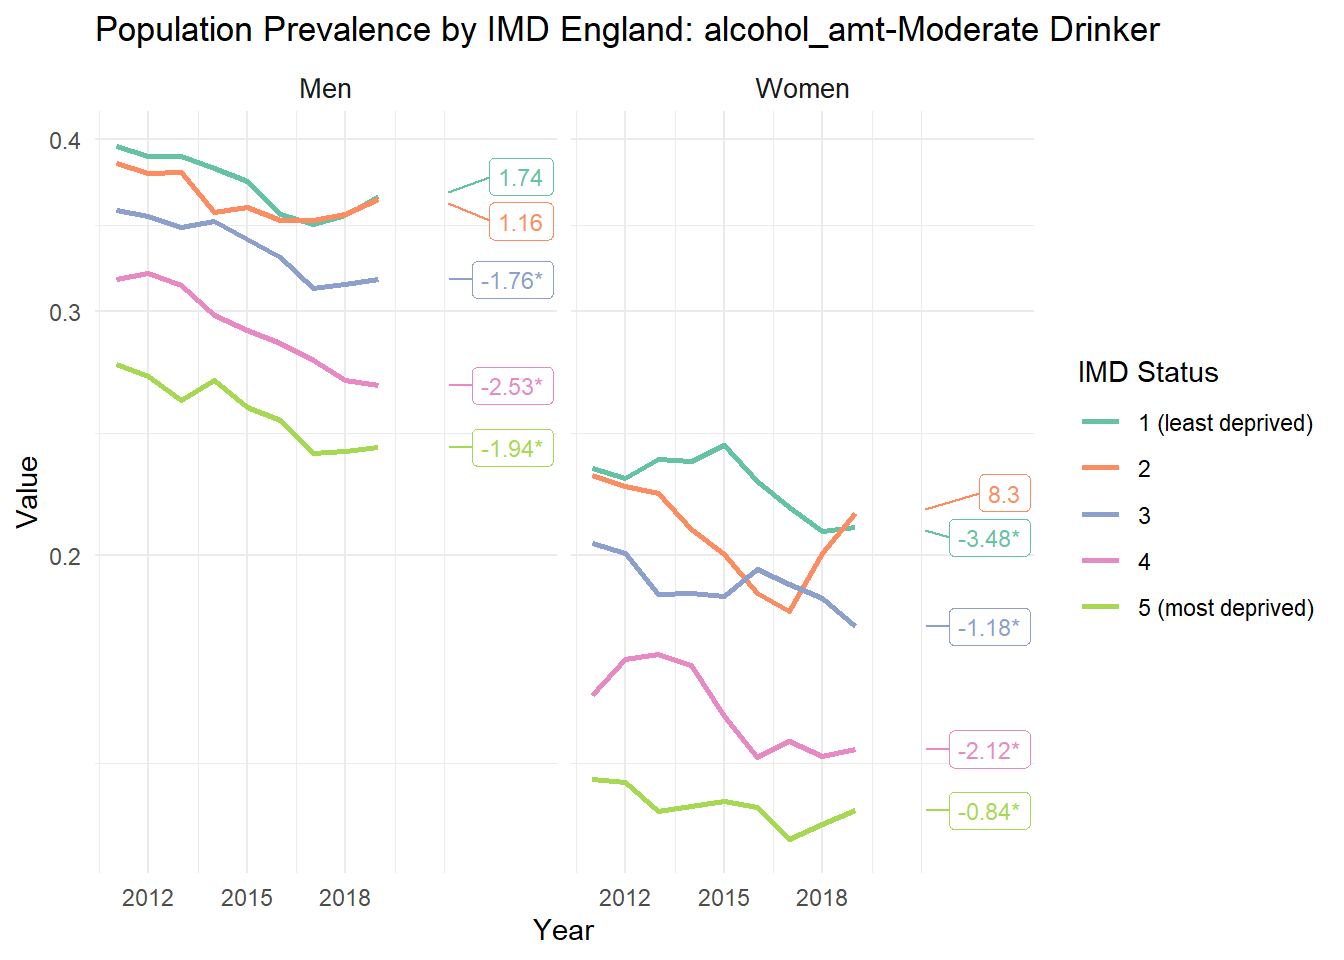 Population Prevalence by IMD England: alcohol_amt-Moderate Drinker
Men
Women
Value
0.4
0.3
0.2
1.74
1.16
-1.76*
-2.53*
-1.94*
8.3
-3.48*
-1.18*
-2.12*
-0.84*
2012 2015 2018
2012 2015 2018
Year
IMD Status
1 (least deprived)
2
3
4
5 (most deprived)